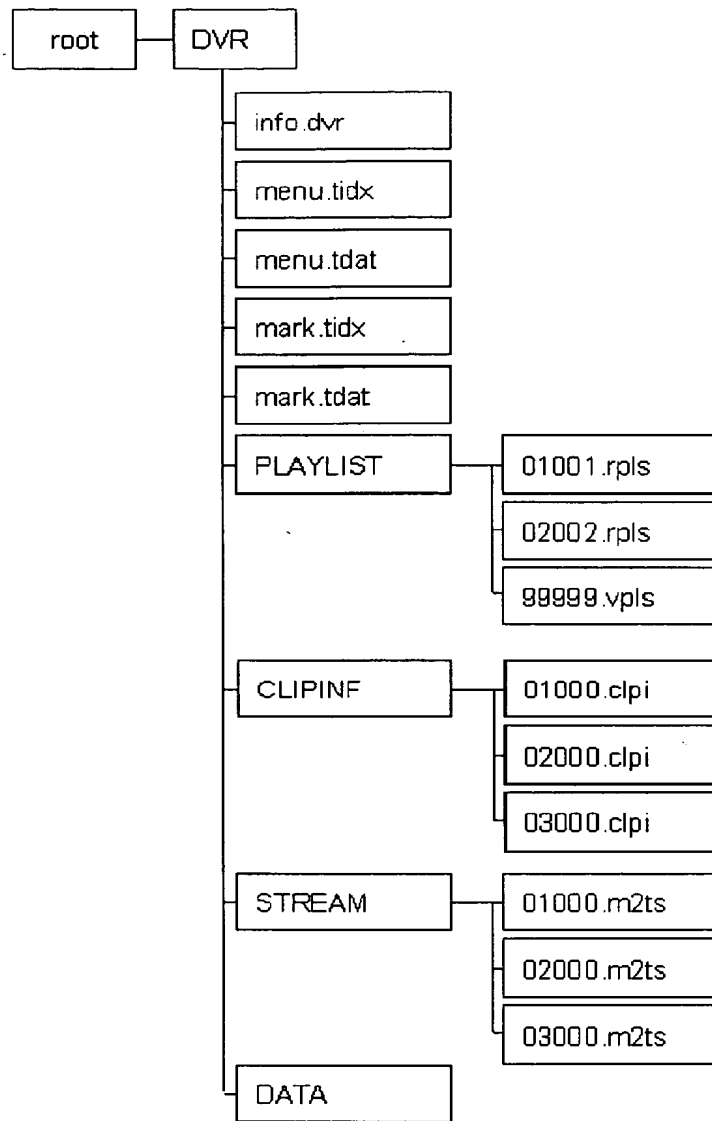 root
DVR
info.dvr
menu.tidx
menu.tdat
mark.tidx
mark.tdat
PLAYLIST
01001.rpls
02002.rpls
99999.vpls
CLIPINF
01000.clpi
02000.clpi
03000.clpi
STREAM
01000.m2ts
02000.m2ts
03000.m2ts
DATA